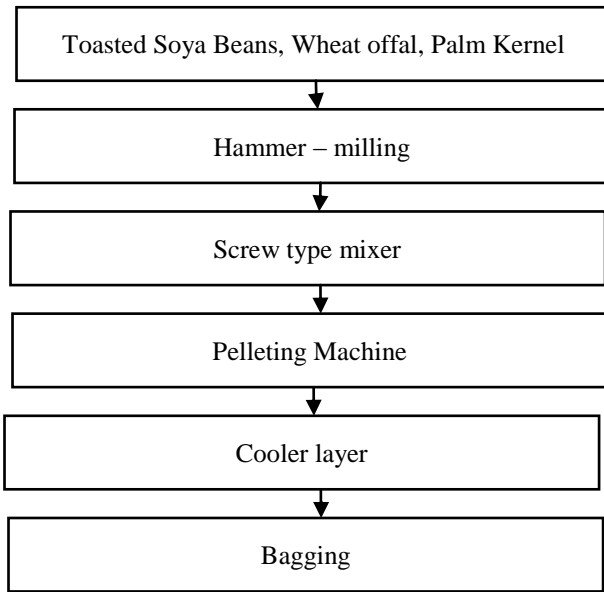 Toasted Soya Beans, Wheat offal, Palm Kernel
Hammer – milling
Screw type mixer
Pelleting Machine
Cooler layer
Bagging